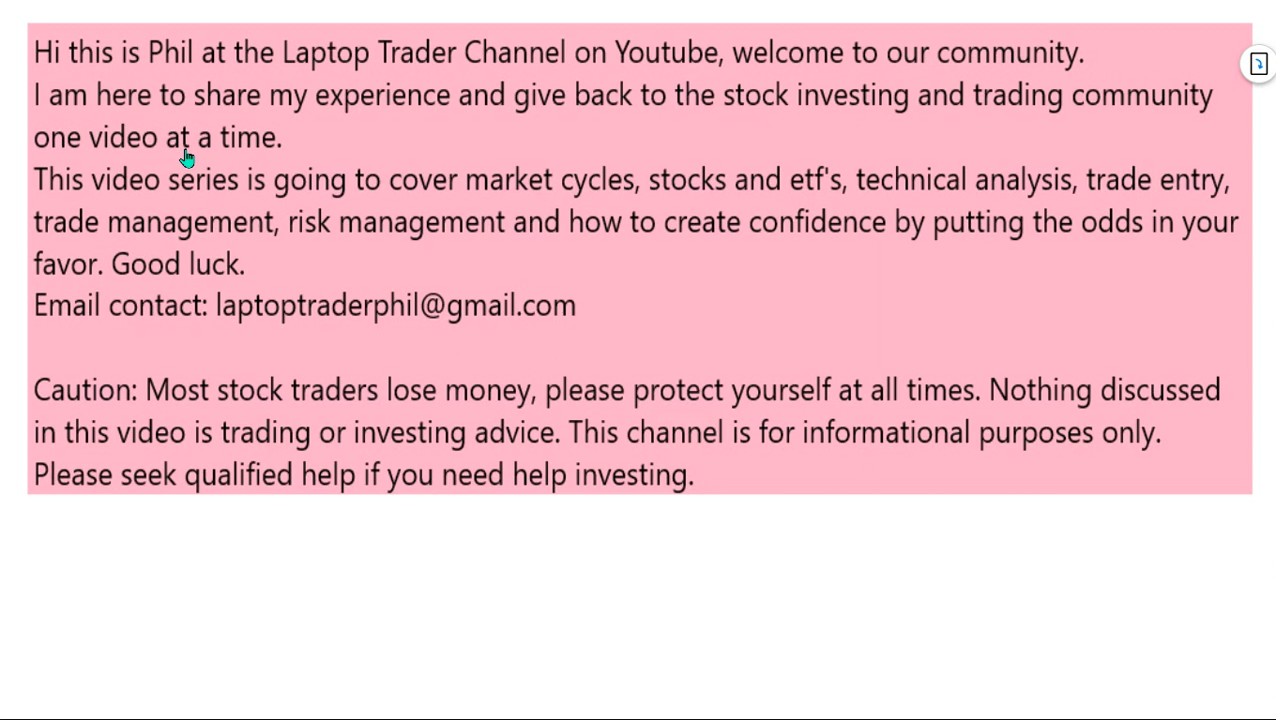 Hi this is Phil at the Laptop Trader Channel on Youtube, welcome to our community.
I am here to share my experience and give back to the stock investing and trading community
one video at a time.
This video series is going to cover market cycles, stocks and etf's, technical analysis, trade entry,
trade management, risk management and how to create confidence by putting the odds in your
favor. Good luck.
Email contact: laptoptraderphil@gmail.com
Caution: Most stock traders lose money, please protect yourself at all times. Nothing discussed
in this video is trading or investing advice. This channel is for informational purposes only.
Please seek qualified help if you need help investing.